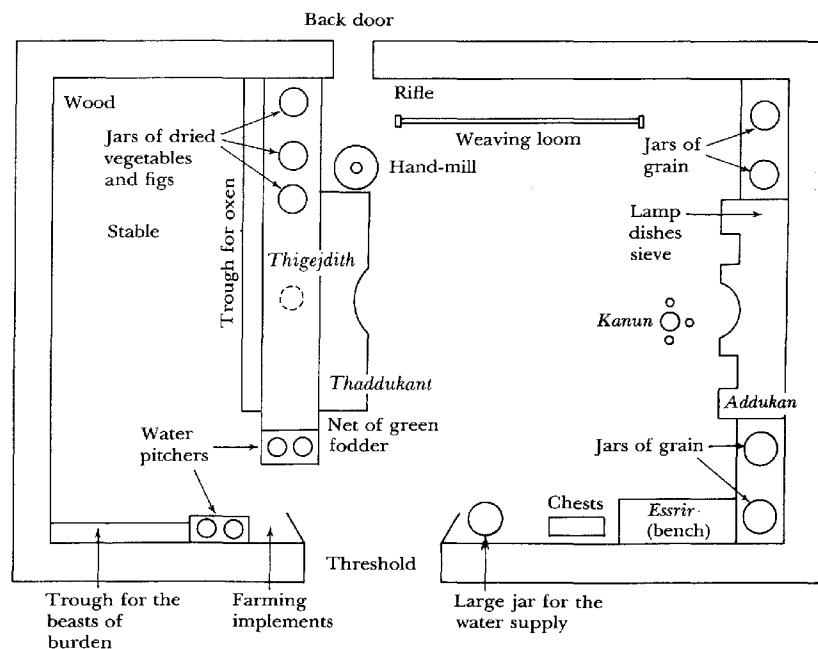 Back door
Wood
Rifle
Jars of dried
vegetables
and figs
Weaving loom
Hand-mill
Jars of
grain
Stable
Trough for oxen
Lamp
dishes
sieve
Thigejdith
Kanun
Thaddukant
Addukan
Water
pitchers
Net of green
fodder
Jars of grain
Chests
Essrir
(bench)
Threshold
Trough for the
beasts of
burden
Farming
implements
Large jar for the
water supply